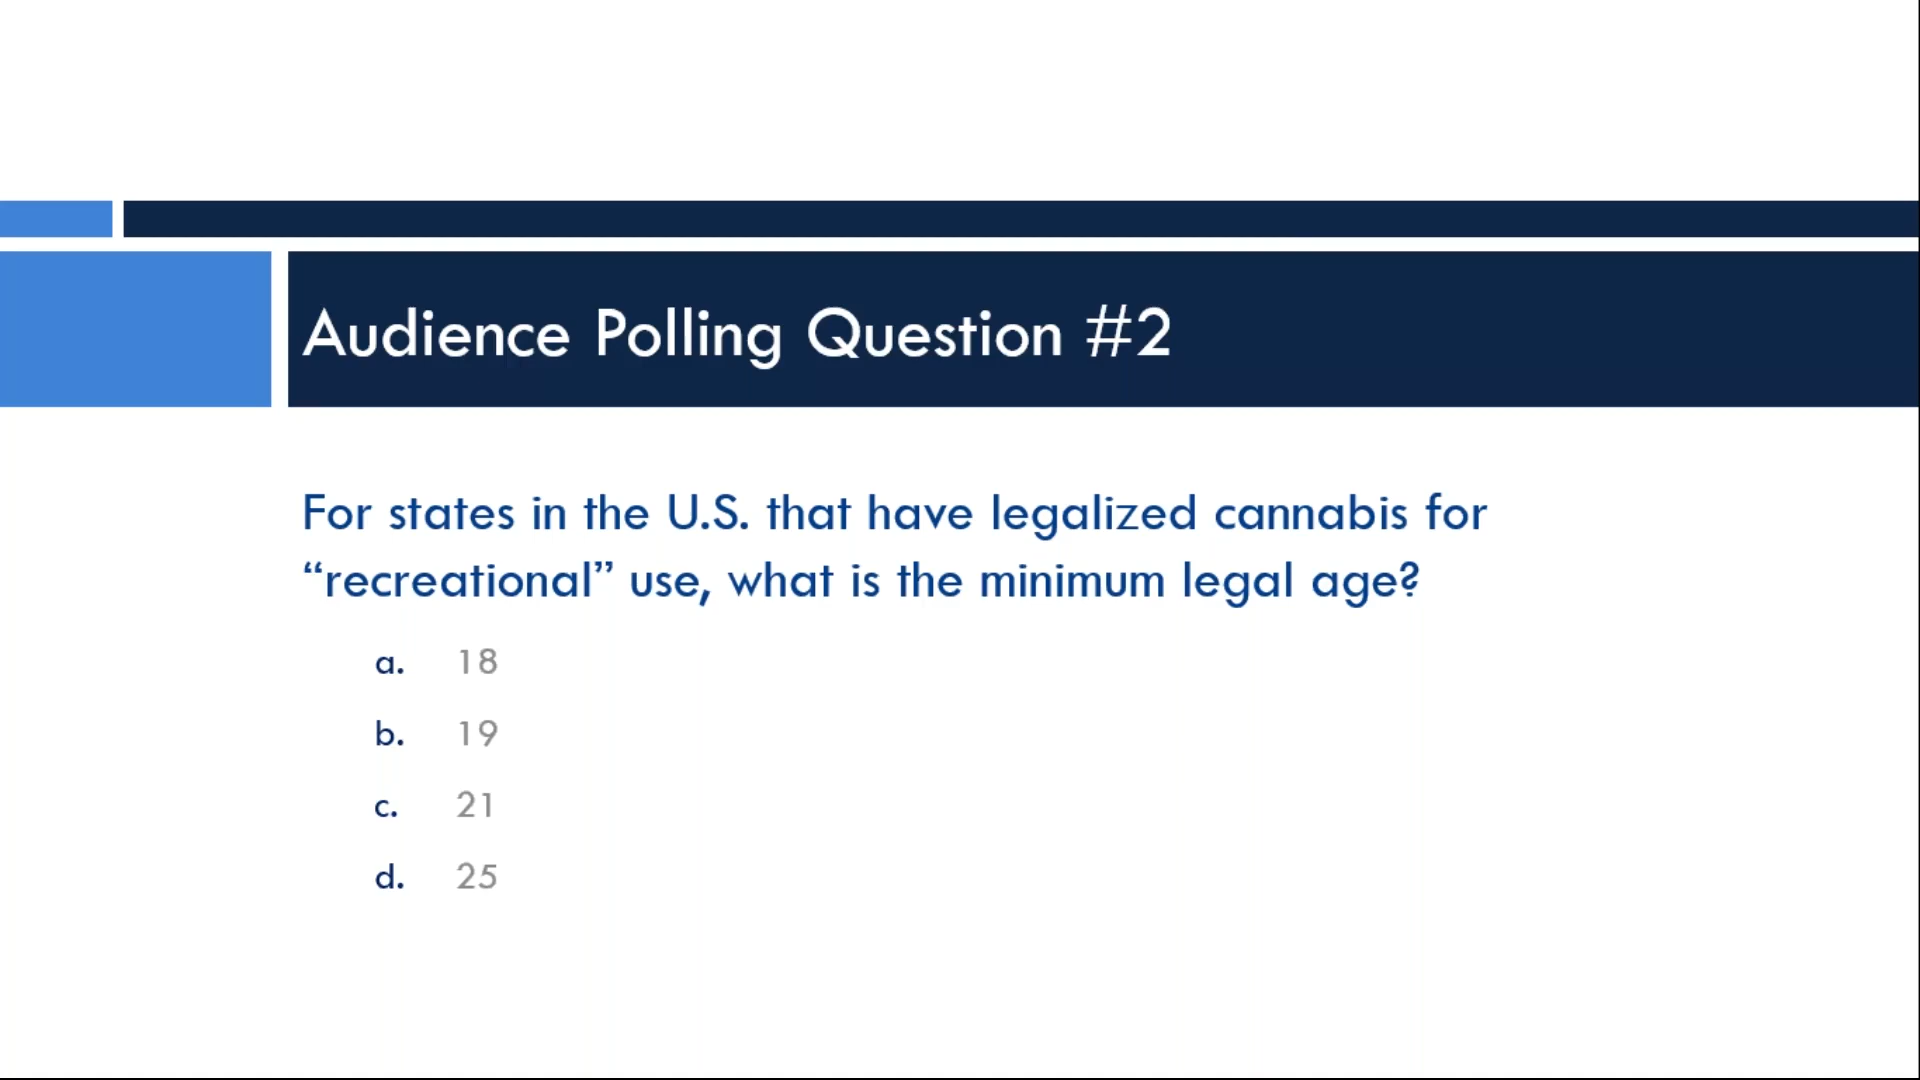 Audience Polling Question #2
For states in the U.S. that have legalized cannabis for
“recreational” use, what is the minimum legal age?
a. 18
b. 19
c. 21
d. 25